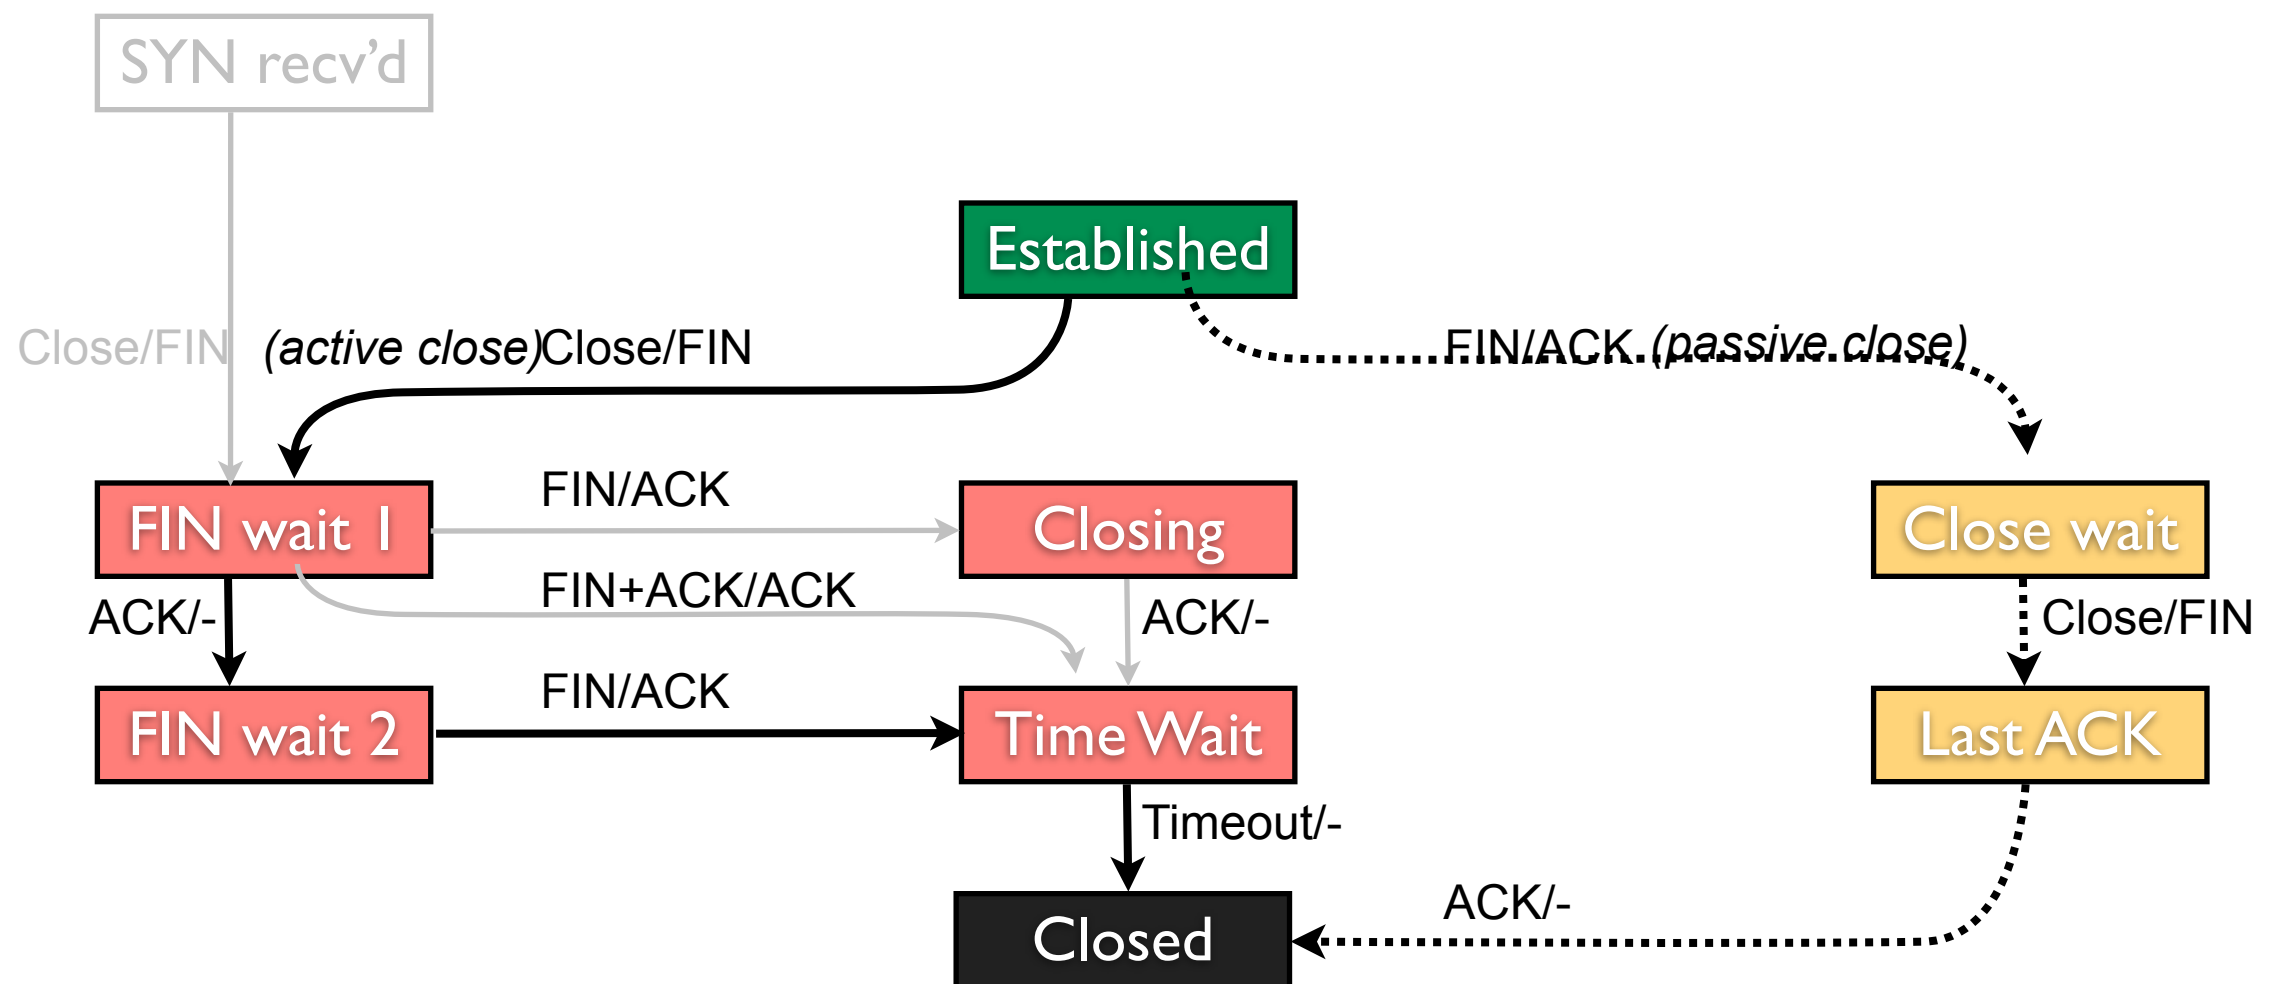 SYN recv'd
Established
Close/FIN
(active close)Close/FIN
FIN/ACK (passive close)
FIN wait 1
FIN/ACK
Closing
Close wait
FIN+ACK/ACK
ACK/-
ACK/-
Close/FIN
FIN wait 2
FIN/ACK
Time Wait
Last ACK
Timeout/-
ACK/-
Closed